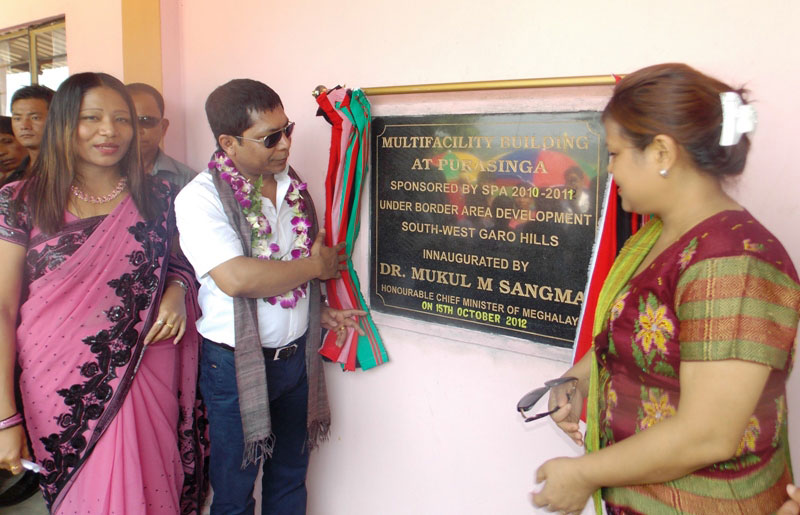 MULTIFACILITY BUILDING
AT PURASINGA
SPONSORED BY SPA 2010-2011
UNDER BORDER AREA DEVELOPMENT
SOUTH-WEST GARO HILLS
INNAUGURATED BY
DR. MUKUL M SANGMA
HONOURABLE CHIEF MINISTER OF MEGHALAYA
ON 15TH OCTOBER 2012